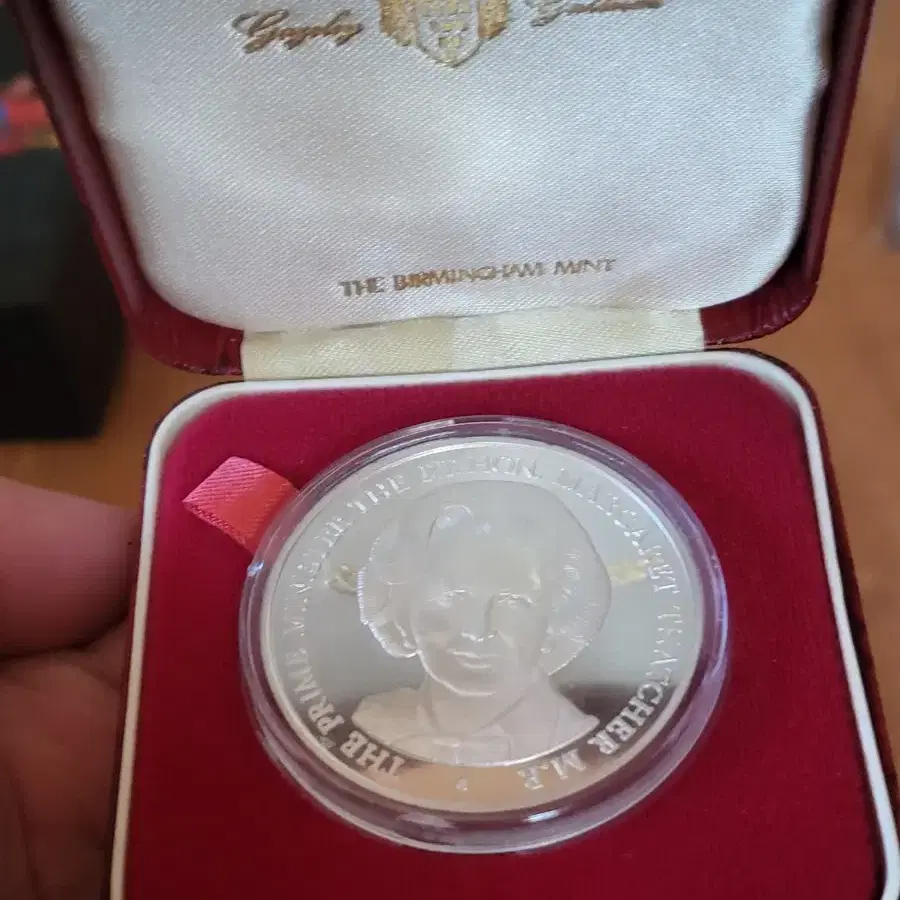 THE BIRMINGHAM MINT
THE PRIME MINISTER THE RT. HON. MARGARET THATCHER M.P.